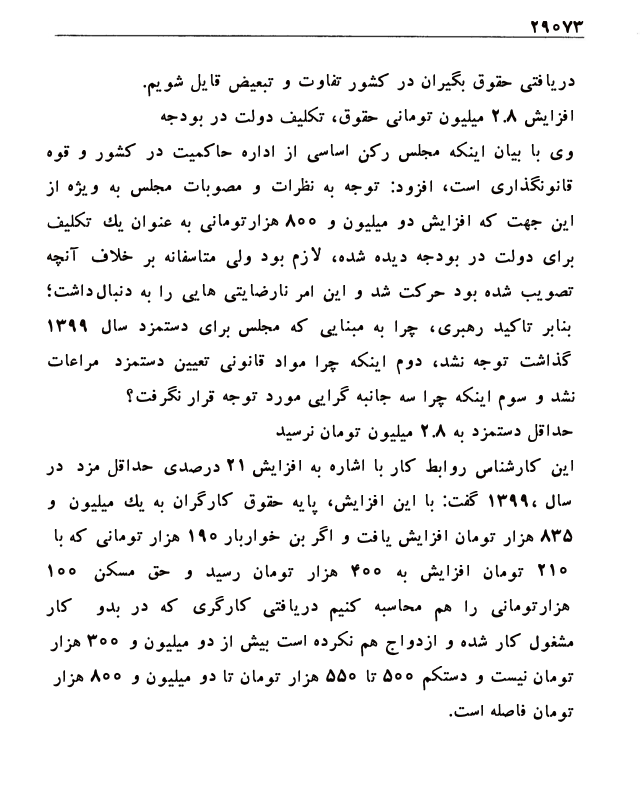 ۲۹۰۷۳
دریافتی حقوق بگیران در کشور تفاوت و تبعیض قایل شویم.
افزایش ۲.۸ میلیون تومانی حقوق، تکلیف دولت در بودجه
وی با بیان اینکه مجلس رکن اساسی از اداره حاکمیت در کشور و قوه
قانونگذاری است، افزود: توجه به نظرات و مصوبات مجلس به ویژه از
این جهت که افزایش دو میلیون و ۸۰۰ هزارتومانی به عنوان یك تکلیف
برای دولت در بودجه دیده شده، لازم بود ولی متاسفانه بر خلاف آنچه
تصویب شده بود حرکت شد و این امر نارضایتی هایی را به دنبال داشت؛
بنابر تاکید رهبری، چرا به مبنایی که مجلس برای دستمزد سال ۱۳۹۹
گذاشت توجه نشد، دوم اینکه چرا مواد قانونی تعیین دستمزد مراعات
نشد و سوم اینکه چرا سه جانبه گرایی مورد توجه قرار نگرفت؟
حداقل دستمزد به ۲.۸ میلیون تومان نرسید
این کارشناس روابط کار با اشاره به افزایش ۲۱ درصدی حداقل مزد در
سال ،۱۳۹۹ گفت: با این افزایش، پایه حقوق کارگران به یك میلیون و
۸۳۵ هزار تومان افزایش یافت و اگر بن خواربار ۱۹۰ هزار تومانی که با
۲۱۰ تومان افزایش به ۴۰۰ هزار تومان رسید و حق مسکن ۱۰۰
هزارتومانی را هم محاسبه کنیم دریافتی کارگری که در بدو کار
مشغول کار شده و ازدواج هم نکرده است بیش از دو میلیون و ۳۰۰ هزار
تومان نیست و دستکم ۵۰۰ تا ۵۵۰ هزار تومان تا دو میلیون و ۸۰۰ هزار
تومان فاصله است.